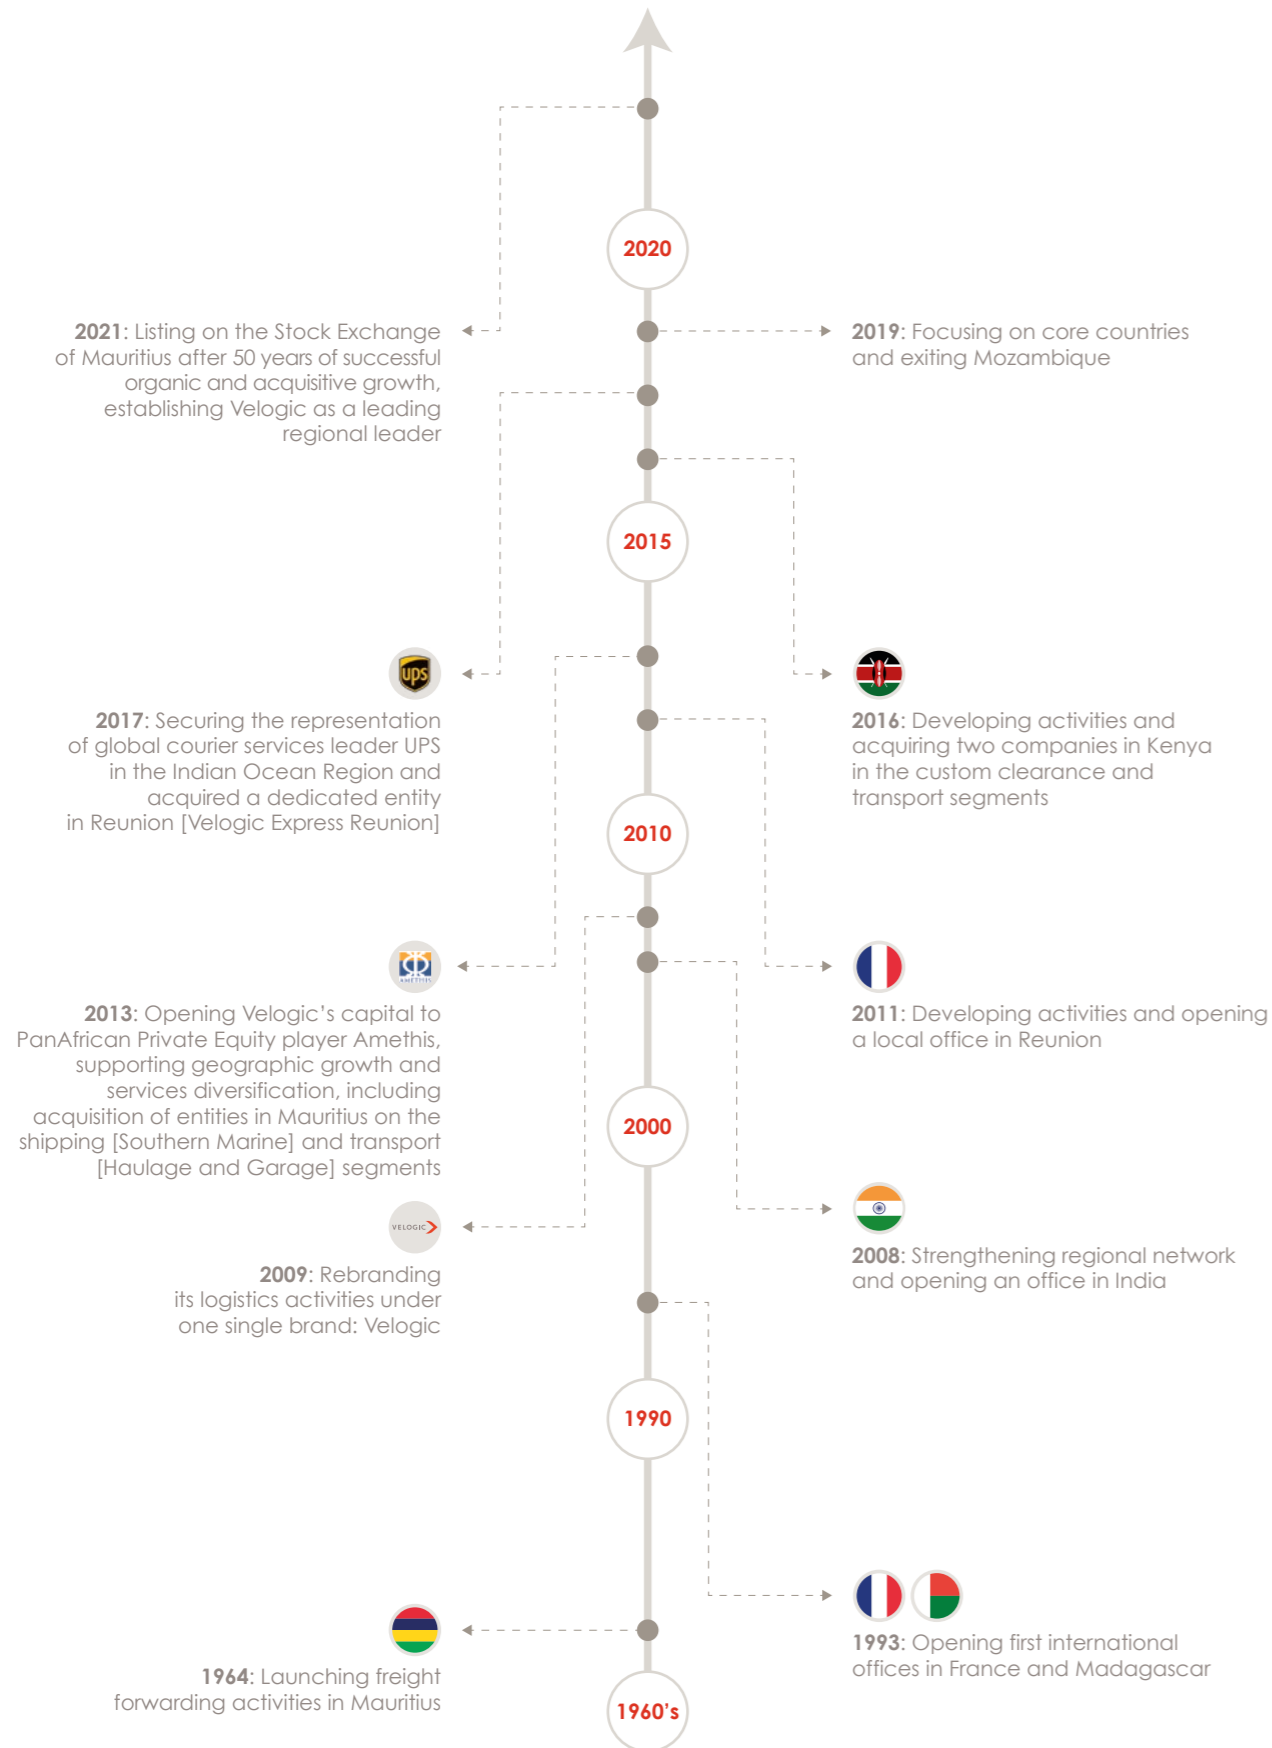 2020
2021: Listing on the Stock Exchange
of Mauritius after 50 years of successful
organic and acquisitive growth,
establishing Velogic as a leading
regional leader
2019: Focusing on core countries
and exiting Mozambique
2015
ups
2017: Securing the representation
of global courier services leader UPS
in the Indian Ocean Region and
acquired a dedicated entity
in Reunion [Velogic Express Reunion]
2016: Developing activities and
acquiring two companies in Kenya
in the custom clearance and
transport segments
2010
AMETHIS
2013: Opening Velogic’s capital to
PanAfrican Private Equity player Amethis,
supporting geographic growth and
services diversification, including
acquisition of entities in Mauritius on the
shipping [Southern Marine] and transport
[Haulage and Garage] segments
2011: Developing activities and opening
a local office in Reunion
2000
VELOGIC
2009: Rebranding
its logistics activities under
one single brand: Velogic
2008: Strengthening regional network
and opening an office in India
1990
1964: Launching freight
forwarding activities in Mauritius
1993: Opening first international
offices in France and Madagascar
1960’s